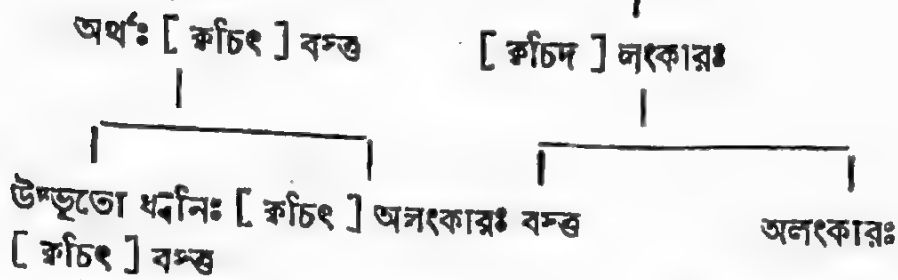 অর্থঃ [ ক্বচিৎ ] বস্তু [ ক্বচিদ ] লংকারঃ
উদ্ভূতো ধ্বনিঃ [ ক্বচিৎ ] অলংকারঃ বস্তু অলংকারঃ
[ ক্বচিৎ ] বস্তু